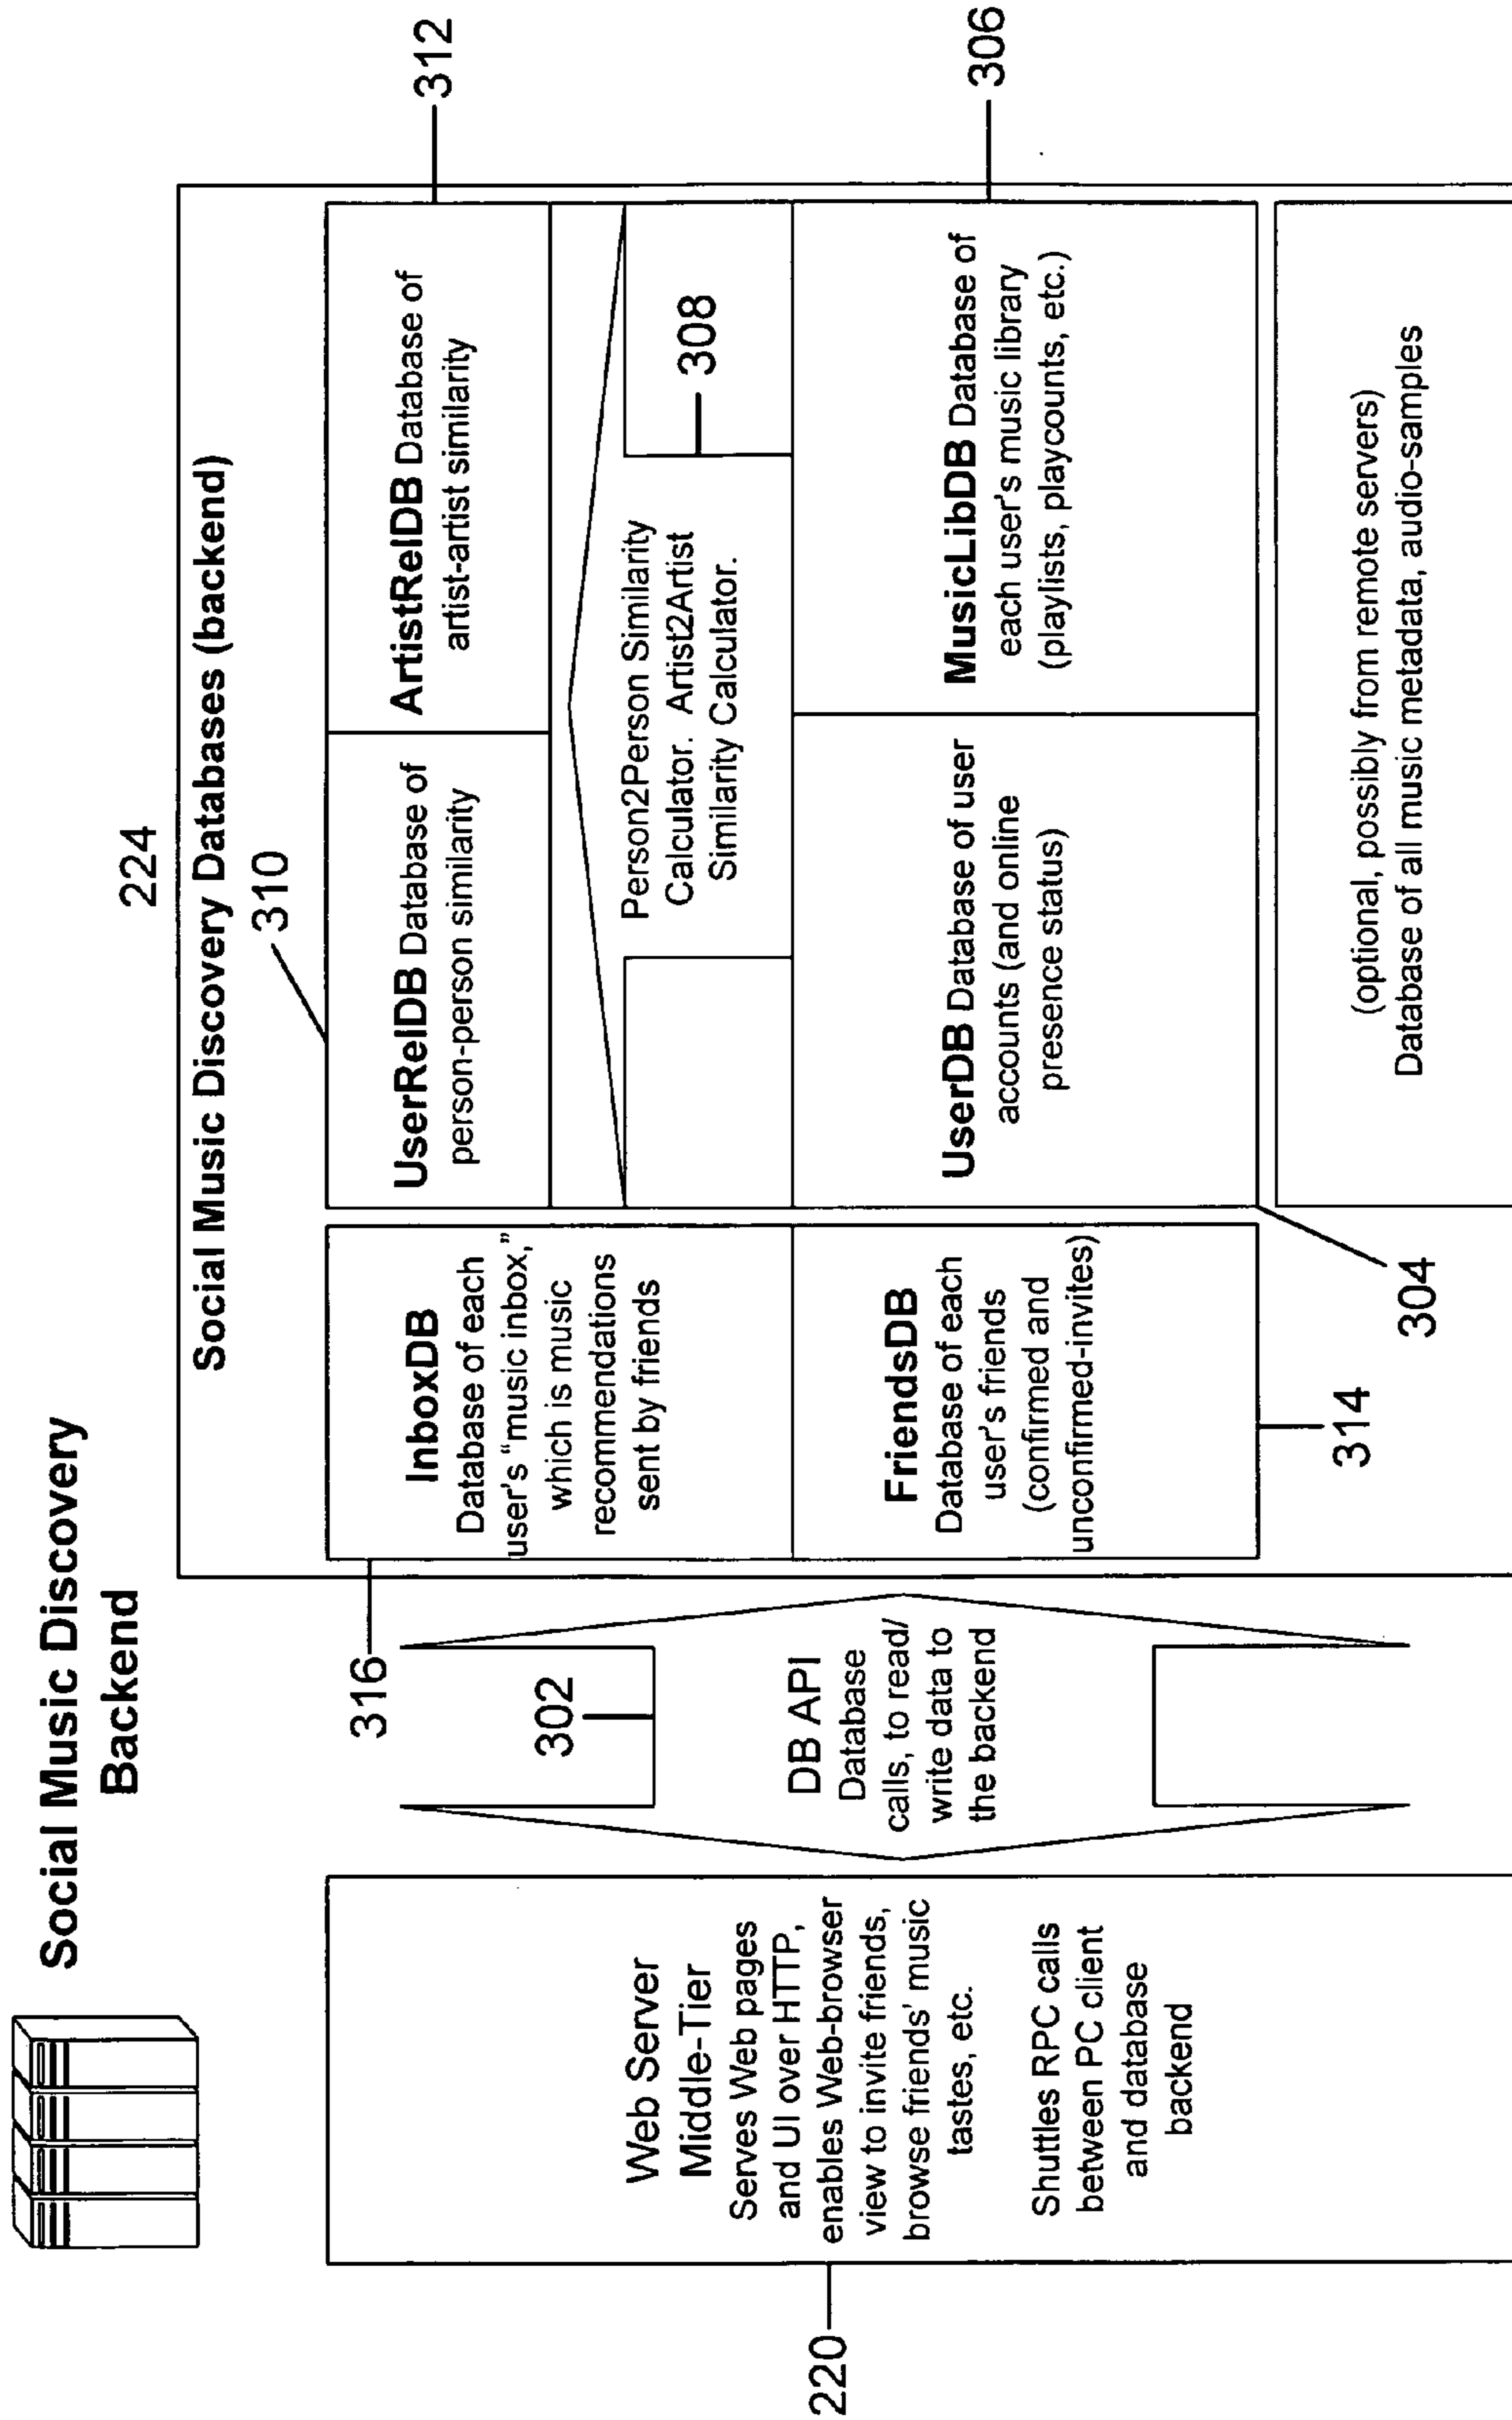 Social Music Discovery
Backend
224
Social Music Discovery Databases (backend)
310
312
316
InboxDB
Database of each
user's “music inbox,”
which is music
recommendations
sent by friends
UserRelDB Database of
person-person similarity
ArtistRelDB Database of
artist-artist similarity
302
308
Person2Person Similarity
Calculator. Artist2Artist
Similarity Calculator.
220
Web Server
Middle-Tier
Serves Web pages
and UI over HTTP,
enables Web-browser
view to invite friends,
browse friends' music
tastes, etc.
Shuttles RPC calls
between PC client
and database
backend
DB API
Database
calls, to read/
write data to
the backend
FriendsDB
Database of each
user's friends
(confirmed and
unconfirmed-invites)
UserDB Database of user
accounts (and online
presence status)
MusicLibDB Database of
each user's music library
(playlists, playcounts, etc.)
306
314
304
(optional, possibly from remote servers)
Database of all music metadata, audio-samples